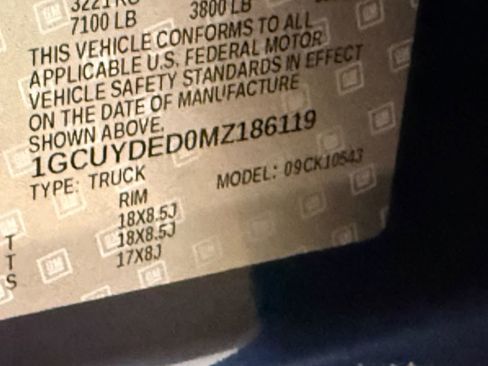 7100 LB 3800 LB
THIS VEHICLE CONFORMS TO ALL
APPLICABLE U.S. FEDERAL MOTOR
VEHICLE SAFETY STANDARDS IN EFFECT
ON THE DATE OF MANUFACTURE
SHOWN ABOVE.
1GCUYDED0MZ186119
TYPE: TRUCK MODEL: 09CK10543
RIM
T 18X8.5J
T 18X8.5J
S 17X8J